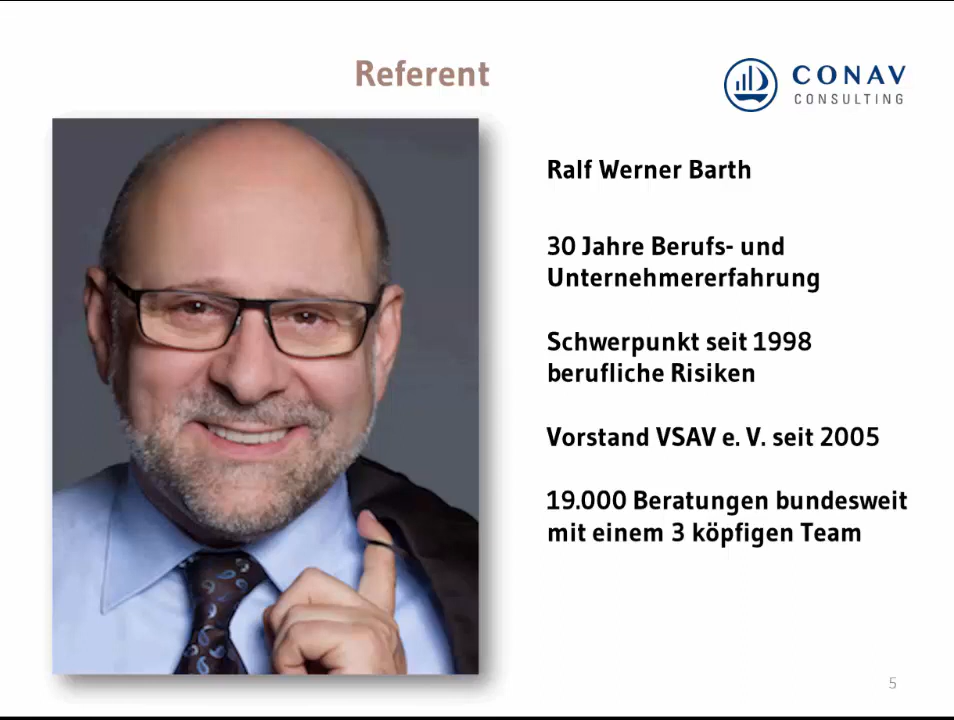 Referent
CONAV
CONSULTING
Ralf Werner Barth
30 Jahre Berufs- und
Unternehmererfahrung
Schwerpunkt seit 1998
berufliche Risiken
Vorstand VSAV e. V. seit 2005
19.000 Beratungen bundesweit
mit einem 3 köpfigen Team
5